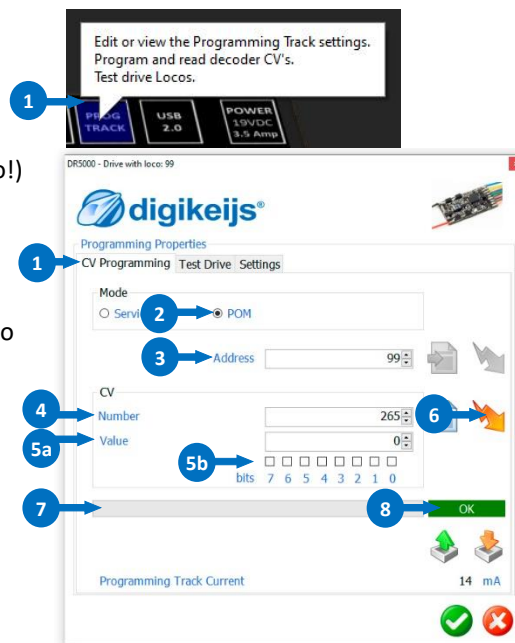 Edit or view the Programming Track settings.
Program and read decoder CV's.
Test drive Locos.
1
PROG
TRACK
USB
2.0
POWER
19VDC
3.5 Amp
o!)
DR5000 - Drive with loco: 99
digikeijs®
Programming Properties
1
CV Programming Test Drive Settings
Mode
Servi 2 POM
o
3 Address 99
CV
4 Number 265 6
5a Value 0
5b
bits 7 6 5 4 3 2 1 0
7 8 OK
Programming Track Current 14 mA